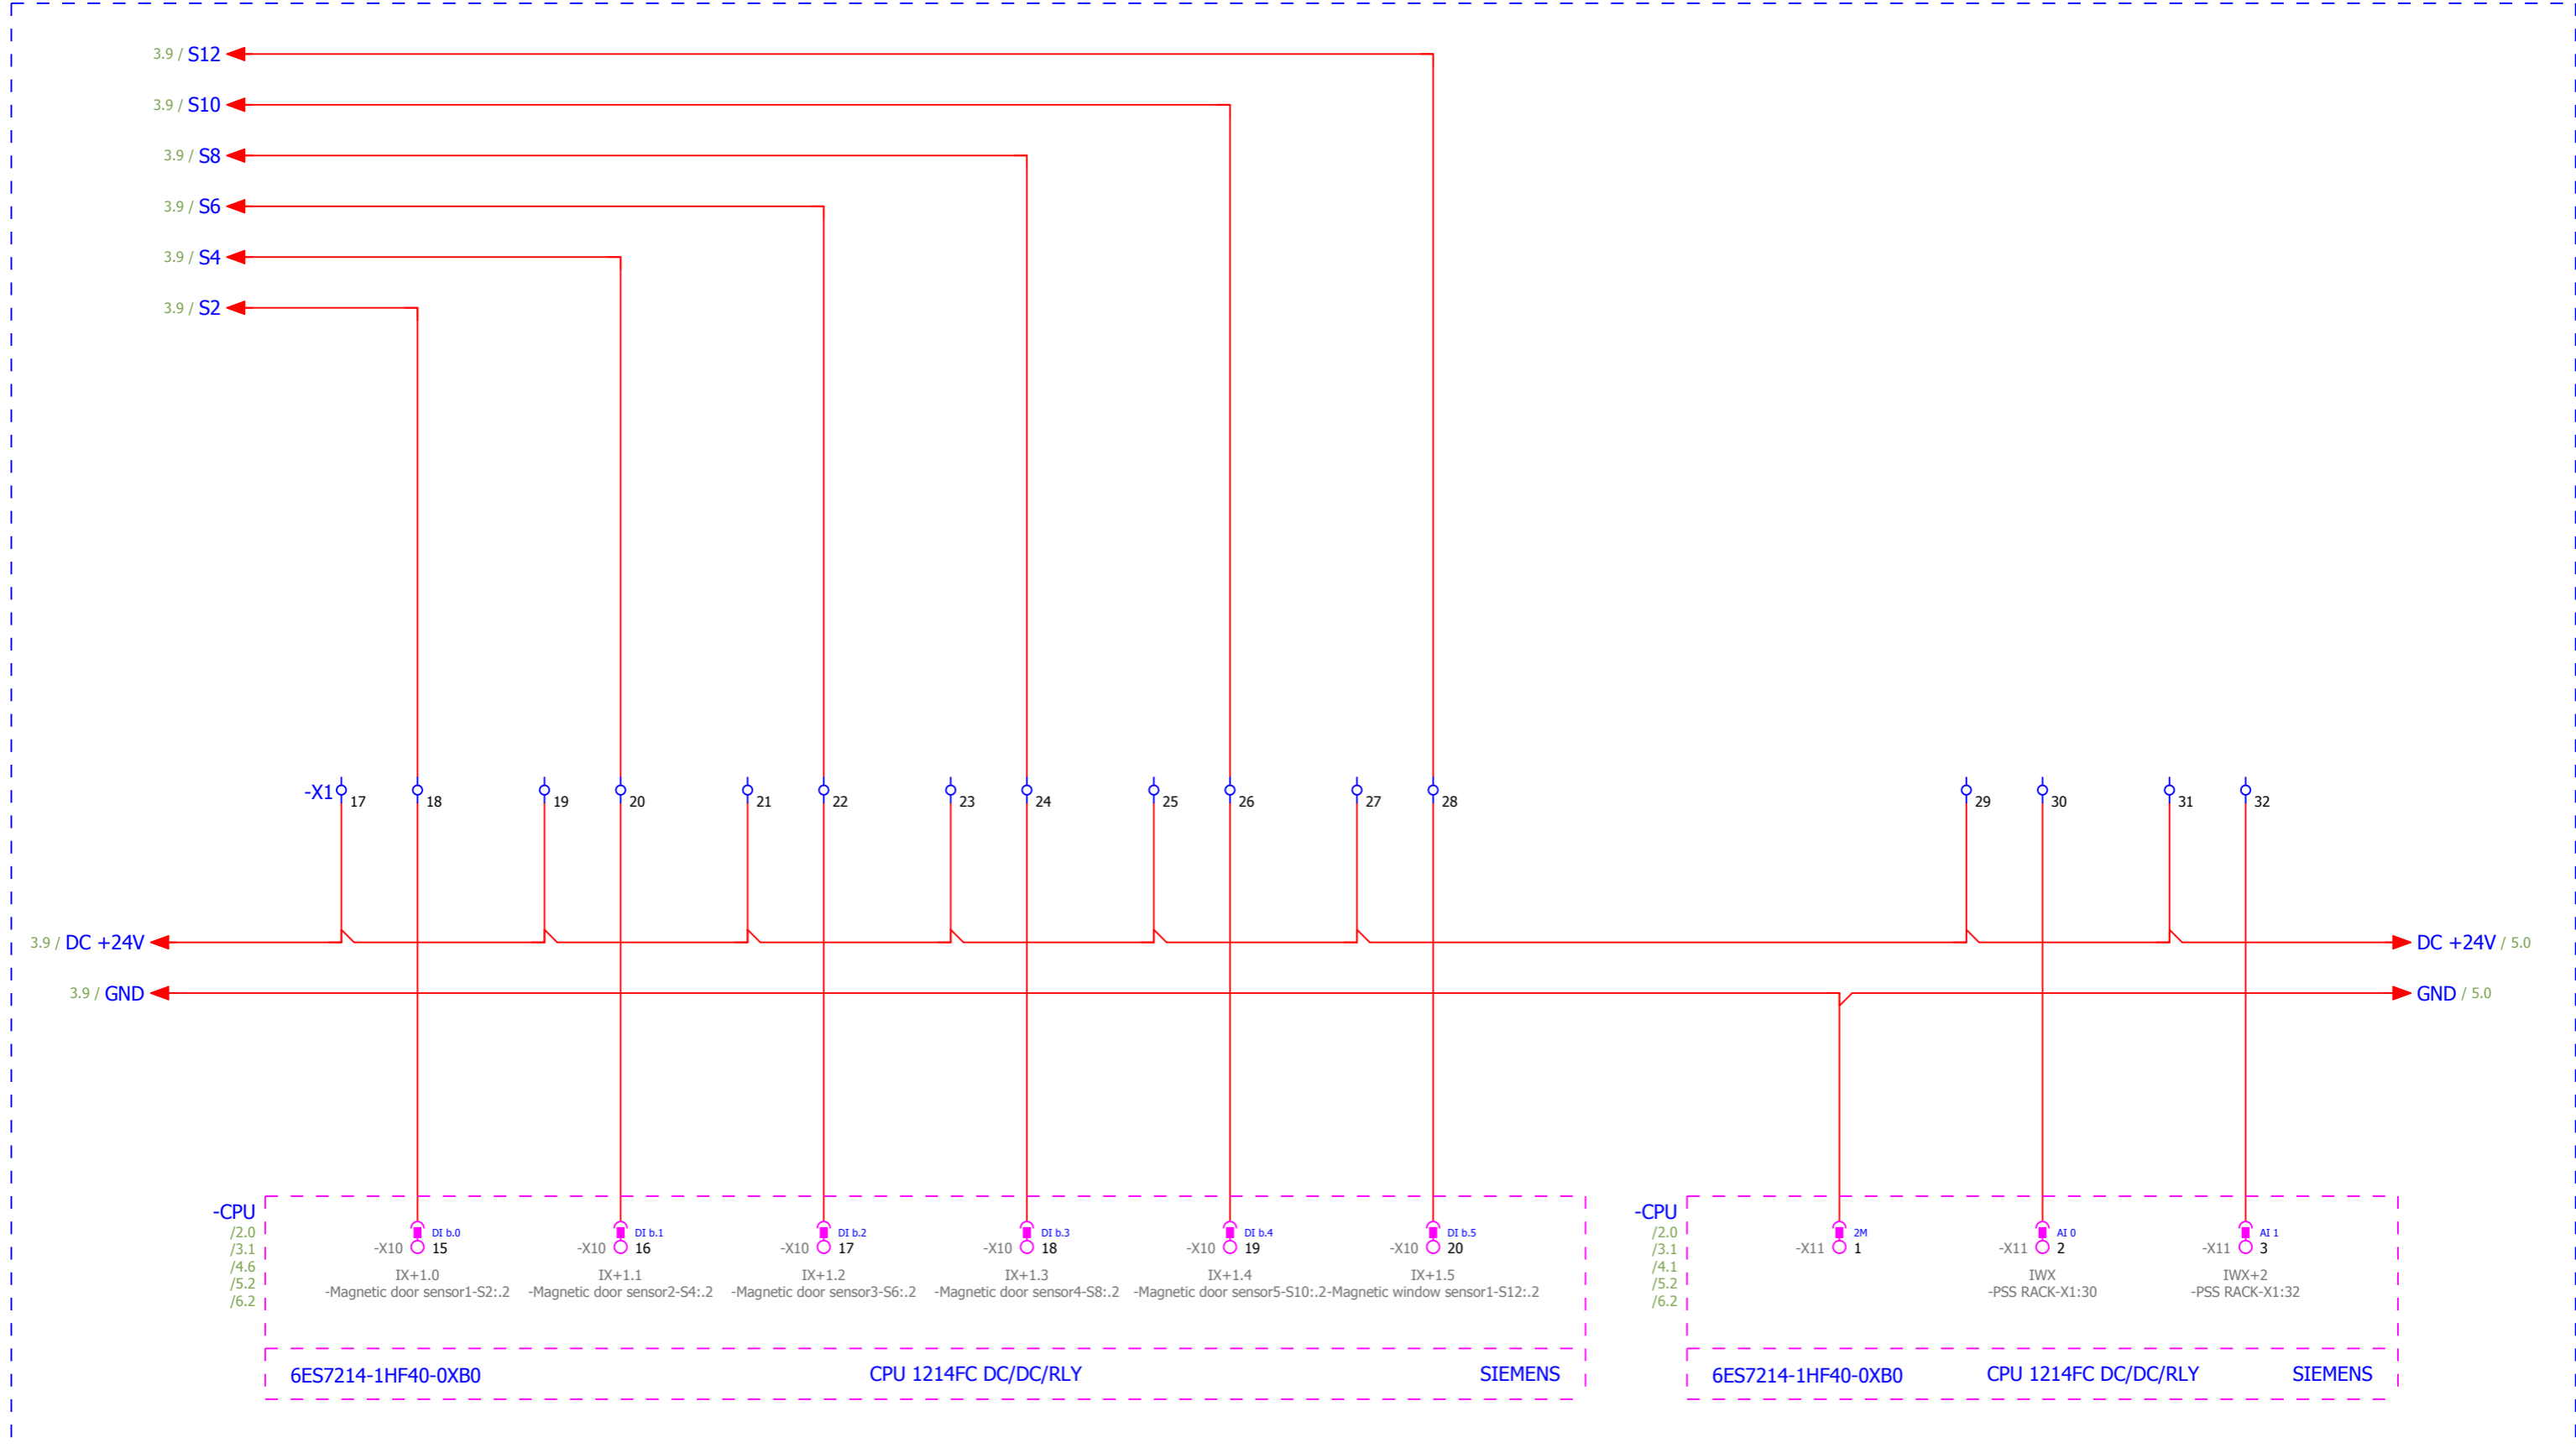 3.9 / S12
3.9 / S10
3.9 / S8
3.9 / S6
3.9 / S4
3.9 / S2
-X1 17 18 19 20 21 22 23 24 25 26 27 28 29 30 31 32
3.9 / DC +24V DC +24V / 5.0
3.9 / GND GND / 5.0
-CPU
/2.0
/3.1
/4.6
/5.2
/6.2
DI b.0
-X10 15
IX+1.0
-Magnetic door sensor1-S2:.2
DI b.1
-X10 16
IX+1.1
-Magnetic door sensor2-S4:.2
DI b.2
-X10 17
IX+1.2
-Magnetic door sensor3-S6:.2
DI b.3
-X10 18
IX+1.3
-Magnetic door sensor4-S8:.2
DI b.4
-X10 19
IX+1.4
-Magnetic door sensor5-S10:.2
DI b.5
-X10 20
IX+1.5
-Magnetic window sensor1-S12:.2
6ES7214-1HF40-0XB0 CPU 1214FC DC/DC/RLY SIEMENS
-CPU
/2.0
/3.1
/4.1
/5.2
/6.2
2M
-X11 1
AI 0
-X11 2
IWX
-PSS RACK-X1:30
AI 1
-X11 3
IWX+2
-PSS RACK-X1:32
6ES7214-1HF40-0XB0 CPU 1214FC DC/DC/RLY SIEMENS